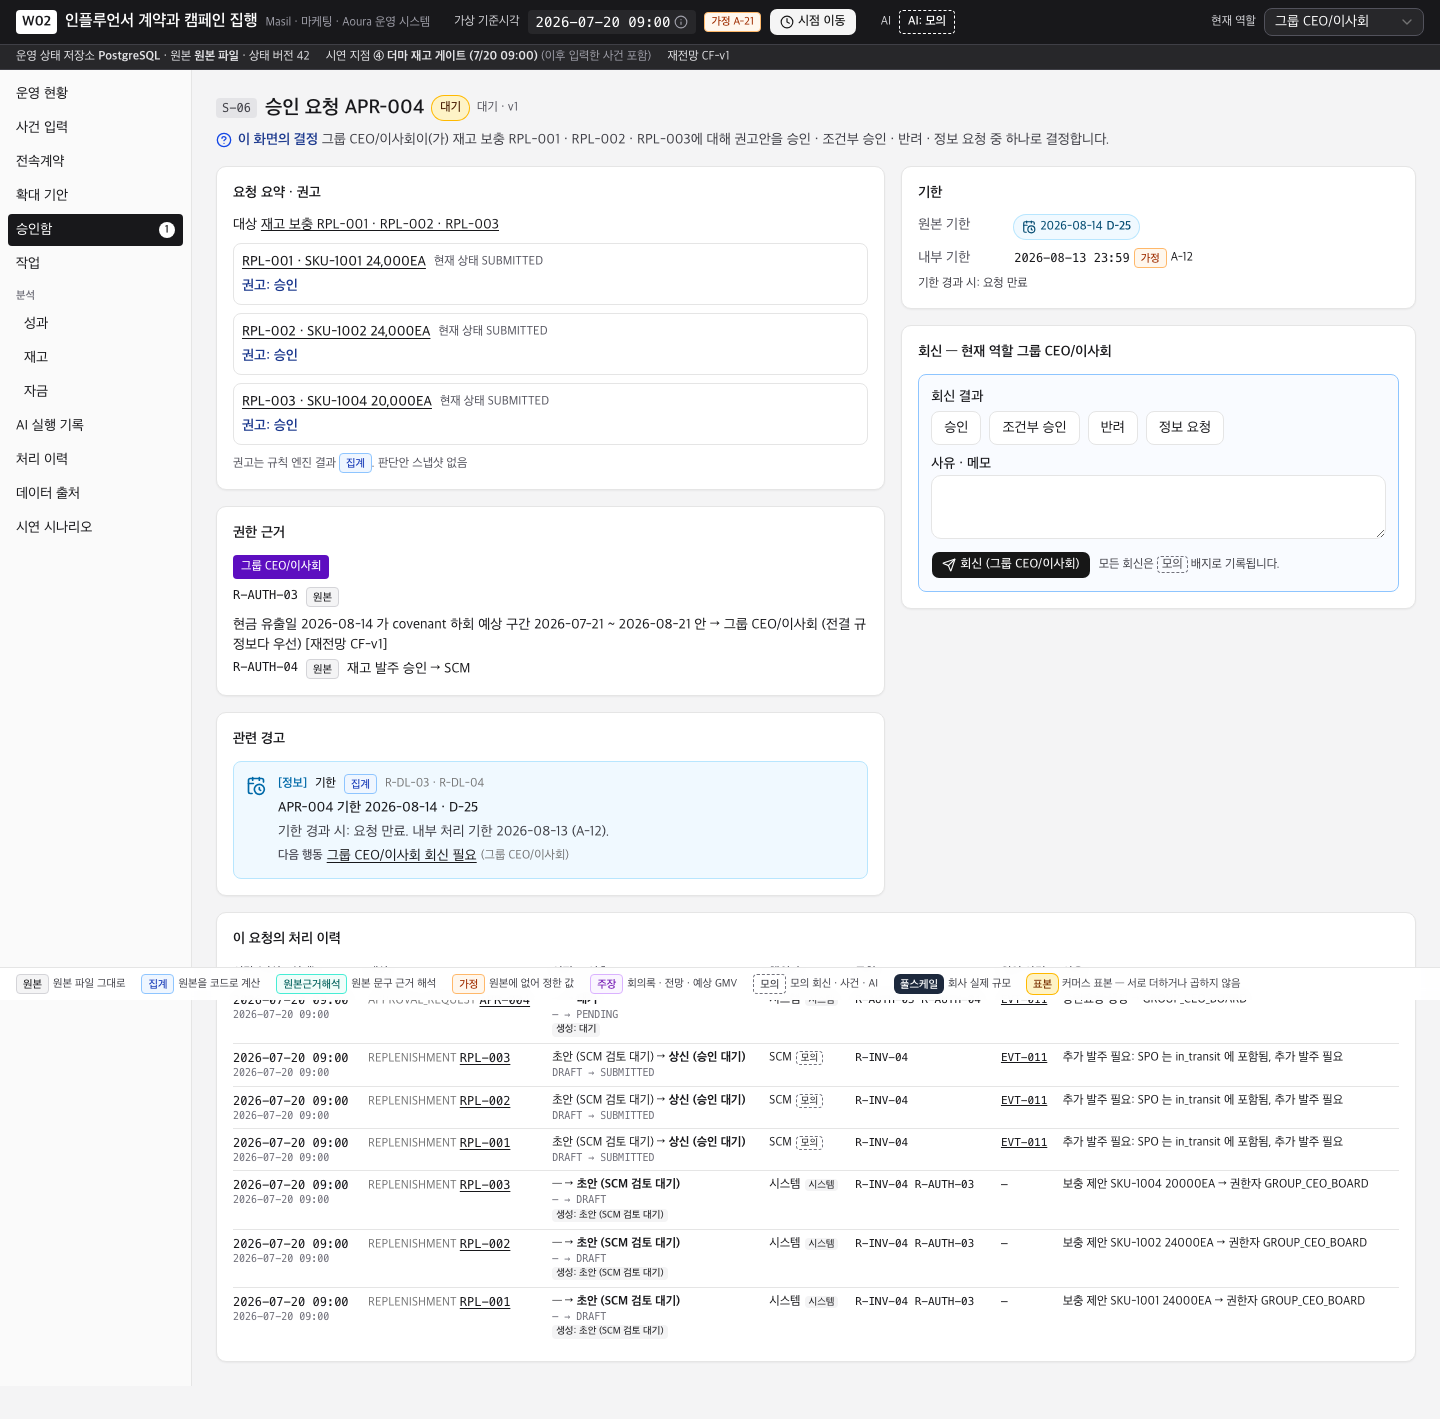 W02 인플루언서 계약과 캠페인 집행 Masil · 마케팅 · Aoura 운영 시스템 가상 기준시각 2026-07-20 09:00 가정 A-21 시점 이동 AI AI: 모의 현재 역할 그룹 CEO/이사회
운영 상태 저장소 PostgreSQL · 원본 원본 파일 · 상태 버전 42 시연 지점 ④ 더마 재고 게이트 (7/20 09:00) (이후 입력한 사건 포함) 재전망 CF-v1
운영 현황
사건 입력
전속계약
확대 기안
승인함 1
작업
분석
성과
재고
자금
AI 실행 기록
처리 이력
데이터 출처
시연 시나리오
S-06 승인 요청 APR-004 대기 대기 · v1
이 화면의 결정 그룹 CEO/이사회이(가) 재고 보충 RPL-001 · RPL-002 · RPL-003에 대해 권고안을 승인 · 조건부 승인 · 반려 · 정보 요청 중 하나로 결정합니다.
요청 요약 · 권고
대상 재고 보충 RPL-001 · RPL-002 · RPL-003
RPL-001 · SKU-1001 24,000EA 현재 상태 SUBMITTED
권고: 승인
RPL-002 · SKU-1002 24,000EA 현재 상태 SUBMITTED
권고: 승인
RPL-003 · SKU-1004 20,000EA 현재 상태 SUBMITTED
권고: 승인
권고는 규칙 엔진 결과 집계. 판단안 스냅샷 없음
권한 근거
그룹 CEO/이사회
R-AUTH-03 원본
현금 유출일 2026-08-14 가 covenant 하회 예상 구간 2026-07-21 ~ 2026-08-21 안 → 그룹 CEO/이사회 (전결 규
정보다 우선) [재전망 CF-v1]
R-AUTH-04 원본 재고 발주 승인 → SCM
관련 경고
[정보] 기한 집계 R-DL-03 · R-DL-04
APR-004 기한 2026-08-14 · D-25
기한 경과 시: 요청 만료. 내부 처리 기한 2026-08-13 (A-12).
다음 행동 그룹 CEO/이사회 회신 필요 (그룹 CEO/이사회)
기한
원본 기한 2026-08-14 D-25
내부 기한 2026-08-13 23:59 가정 A-12
기한 경과 시: 요청 만료
회신 — 현재 역할 그룹 CEO/이사회
회신 결과
승인 조건부 승인 반려 정보 요청
사유 · 메모
회신 (그룹 CEO/이사회) 모든 회신은 모의 배지로 기록됩니다.
이 요청의 처리 이력
원본 원본 파일 그대로 집계 원본을 코드로 계산 원본근거해석 원본 문구 근거 해석 가정 원본에 없어 정한 값 주장 회의록 · 전망 · 예상 GMV 모의 모의 회신 · 사건 · AI 풀스케일 회사 실제 규모 표본 커머스 표본 — 서로 더하거나 곱하지 않음
2026-07-20 09:00 APPROVAL_REQUEST APR-004 — → 대기 시스템 시스템
2026-07-20 09:00 — → PENDING
생성: 대기
2026-07-20 09:00 REPLENISHMENT RPL-003 초안 (SCM 검토 대기) → 상신 (승인 대기) SCM 모의 R-INV-04 EVT-011 추가 발주 필요: SPO 는 in_transit 에 포함됨, 추가 발주 필요
2026-07-20 09:00 DRAFT → SUBMITTED
2026-07-20 09:00 REPLENISHMENT RPL-002 초안 (SCM 검토 대기) → 상신 (승인 대기) SCM 모의 R-INV-04 EVT-011 추가 발주 필요: SPO 는 in_transit 에 포함됨, 추가 발주 필요
2026-07-20 09:00 DRAFT → SUBMITTED
2026-07-20 09:00 REPLENISHMENT RPL-001 초안 (SCM 검토 대기) → 상신 (승인 대기) SCM 모의 R-INV-04 EVT-011 추가 발주 필요: SPO 는 in_transit 에 포함됨, 추가 발주 필요
2026-07-20 09:00 DRAFT → SUBMITTED
2026-07-20 09:00 REPLENISHMENT RPL-003 — → 초안 (SCM 검토 대기) 시스템 시스템 R-INV-04 R-AUTH-03 — 보충 제안 SKU-1004 20000EA → 권한자 GROUP_CEO_BOARD
2026-07-20 09:00 — → DRAFT
생성: 초안 (SCM 검토 대기)
2026-07-20 09:00 REPLENISHMENT RPL-002 — → 초안 (SCM 검토 대기) 시스템 시스템 R-INV-04 R-AUTH-03 — 보충 제안 SKU-1002 24000EA → 권한자 GROUP_CEO_BOARD
2026-07-20 09:00 — → DRAFT
생성: 초안 (SCM 검토 대기)
2026-07-20 09:00 REPLENISHMENT RPL-001 — → 초안 (SCM 검토 대기) 시스템 시스템 R-INV-04 R-AUTH-03 — 보충 제안 SKU-1001 24000EA → 권한자 GROUP_CEO_BOARD
2026-07-20 09:00 — → DRAFT
생성: 초안 (SCM 검토 대기)